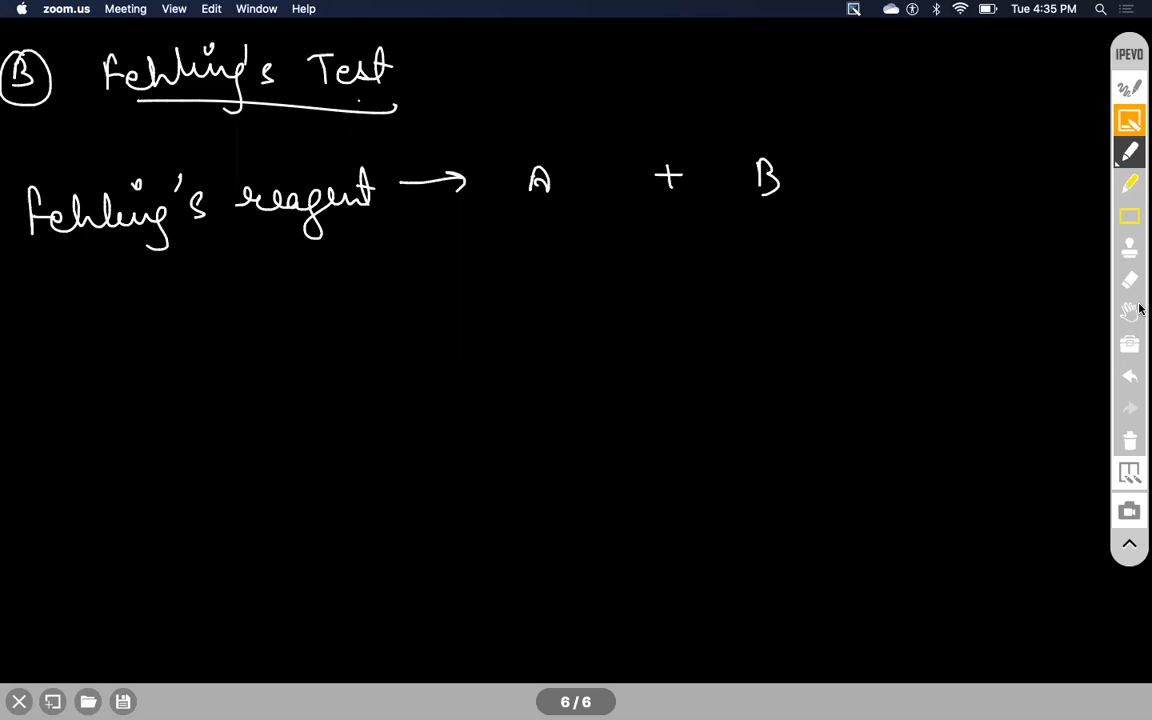 zoom.us Meeting View Edit Window Help Tue 4:35 PM
IPEVO
B Fehling's Test
Fehling's reagent → A + B
6 / 6